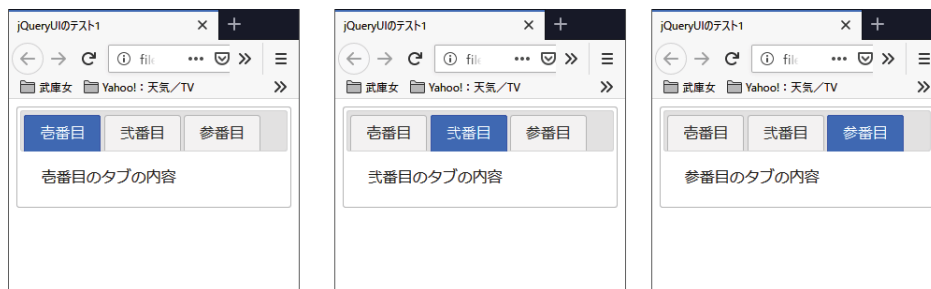 jQueryUIのテスト1
file
武庫女 Yahoo!：天気／TV
壱番目 弐番目 参番目
壱番目のタブの内容
jQueryUIのテスト1
file
武庫女 Yahoo!：天気／TV
壱番目 弐番目 参番目
弐番目のタブの内容
jQueryUIのテスト1
file
武庫女 Yahoo!：天気／TV
壱番目 弐番目 参番目
参番目のタブの内容